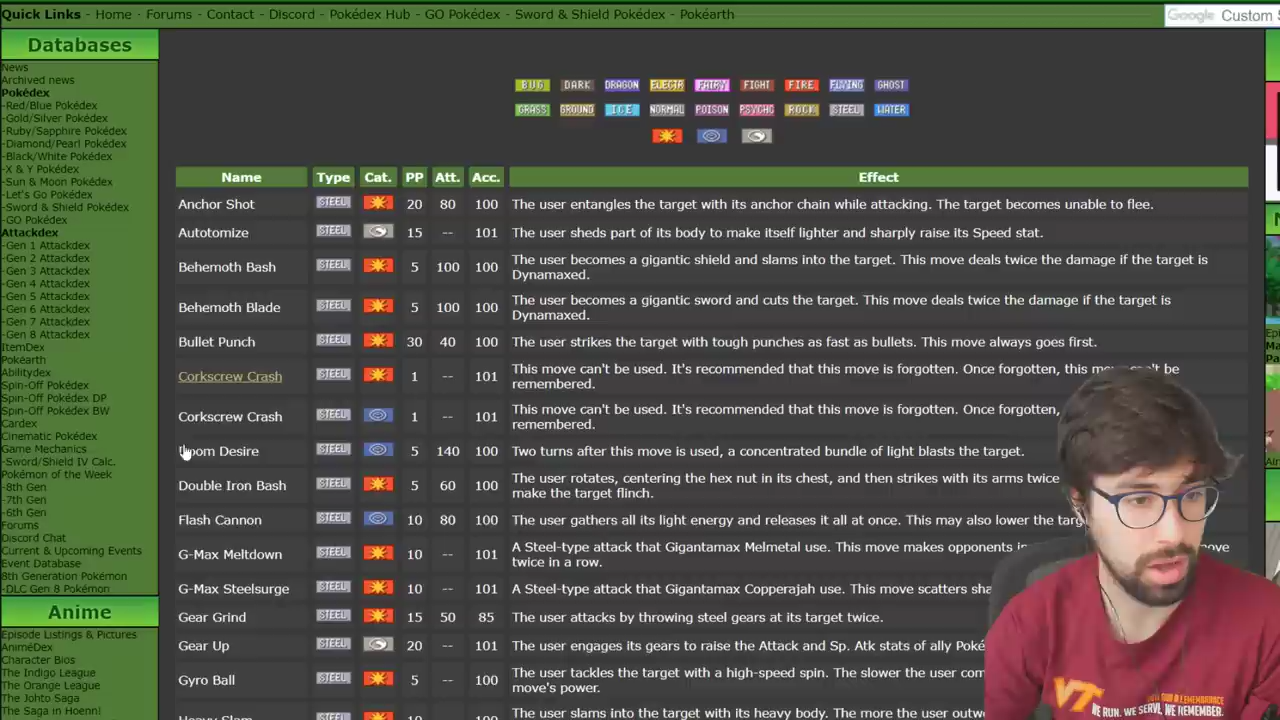 Quick Links - Home - Forums - Contact - Discord - Pokédex Hub - GO Pokédex - Sword & Shield Pokédex - Pokéarth
Google Custom
Databases
News
Archived news
Pokédex
-Red/Blue Pokédex
-Gold/Silver Pokédex
-Ruby/Sapphire Pokédex
-Diamond/Pearl Pokédex
-Black/White Pokédex
-X & Y Pokédex
-Sun & Moon Pokédex
-Let's Go Pokédex
-Sword & Shield Pokédex
-GO Pokédex
Attackdex
-Gen 1 Attackdex
-Gen 2 Attackdex
-Gen 3 Attackdex
-Gen 4 Attackdex
-Gen 5 Attackdex
-Gen 6 Attackdex
-Gen 7 Attackdex
-Gen 8 Attackdex
ItemDex
Pokéarth
Abilitydex
Spin-Off Pokédex
Spin-Off Pokédex DP
Spin-Off Pokédex BW
Cardex
Cinematic Pokédex
Game Mechanics
-Sword/Shield IV Calc.
Pokémon of the Week
-8th Gen
-7th Gen
-6th Gen
Forums
Discord Chat
Current & Upcoming Events
Event Database
8th Generation Pokémon
-DLC Gen 8 Pokémon
Anime
Episode Listings & Pictures
AniméDex
Character Bios
The Indigo League
The Orange League
The Johto Saga
The Saga in Hoenn!
BUG DARK DRAGON ELECTR FAIRY FIGHT FIRE FLYING GHOST
GRASS GROUND ICE NORMAL POISON PSYCHC ROCK STEEL WATER
Name Type Cat. PP Att. Acc. Effect
Anchor Shot STEEL 20 80 100 The user entangles the target with its anchor chain while attacking. The target becomes unable to flee.
Autotomize STEEL 15 -- 101 The user sheds part of its body to make itself lighter and sharply raise its Speed stat.
Behemoth Bash STEEL 5 100 100 The user becomes a gigantic shield and slams into the target. This move deals twice the damage if the target is
Dynamaxed.
Behemoth Blade STEEL 5 100 100 The user becomes a gigantic sword and cuts the target. This move deals twice the damage if the target is
Dynamaxed.
Bullet Punch STEEL 30 40 100 The user strikes the target with tough punches as fast as bullets. This move always goes first.
Corkscrew Crash STEEL 1 -- 101 This move can't be used. It's recommended that this move is forgotten. Once forgotten, this be
remembered.
Corkscrew Crash STEEL 1 -- 101 This move can't be used. It's recommended that this move is forgotten. Once forgotten,
remembered.
Doom Desire STEEL 5 140 100 Two turns after this move is used, a concentrated bundle of light blasts the target.
Double Iron Bash STEEL 5 60 100 The user rotates, centering the hex nut in its chest, and then strikes with its arms twice
make the target flinch.
Flash Cannon STEEL 10 80 100 The user gathers all its light energy and releases it all at once. This may also lower the
G-Max Meltdown STEEL 10 -- 101 A Steel-type attack that Gigantamax Melmetal use. This move makes opponents move
twice in a row.
G-Max Steelsurge STEEL 10 -- 101 A Steel-type attack that Gigantamax Copperajah use. This move scatters
Gear Grind STEEL 15 50 85 The user attacks by throwing steel gears at its target twice.
Gear Up STEEL 20 -- 101 The user engages its gears to raise the Attack and Sp. Atk stats of ally
Gyro Ball STEEL 5 -- 100 The user tackles the target with a high-speed spin. The slower the user
move's power.
Heavy Slam The user slams into the target with its heavy body. The more the user
VT
WE RUN. WE SERVE. WE REMEMBER.